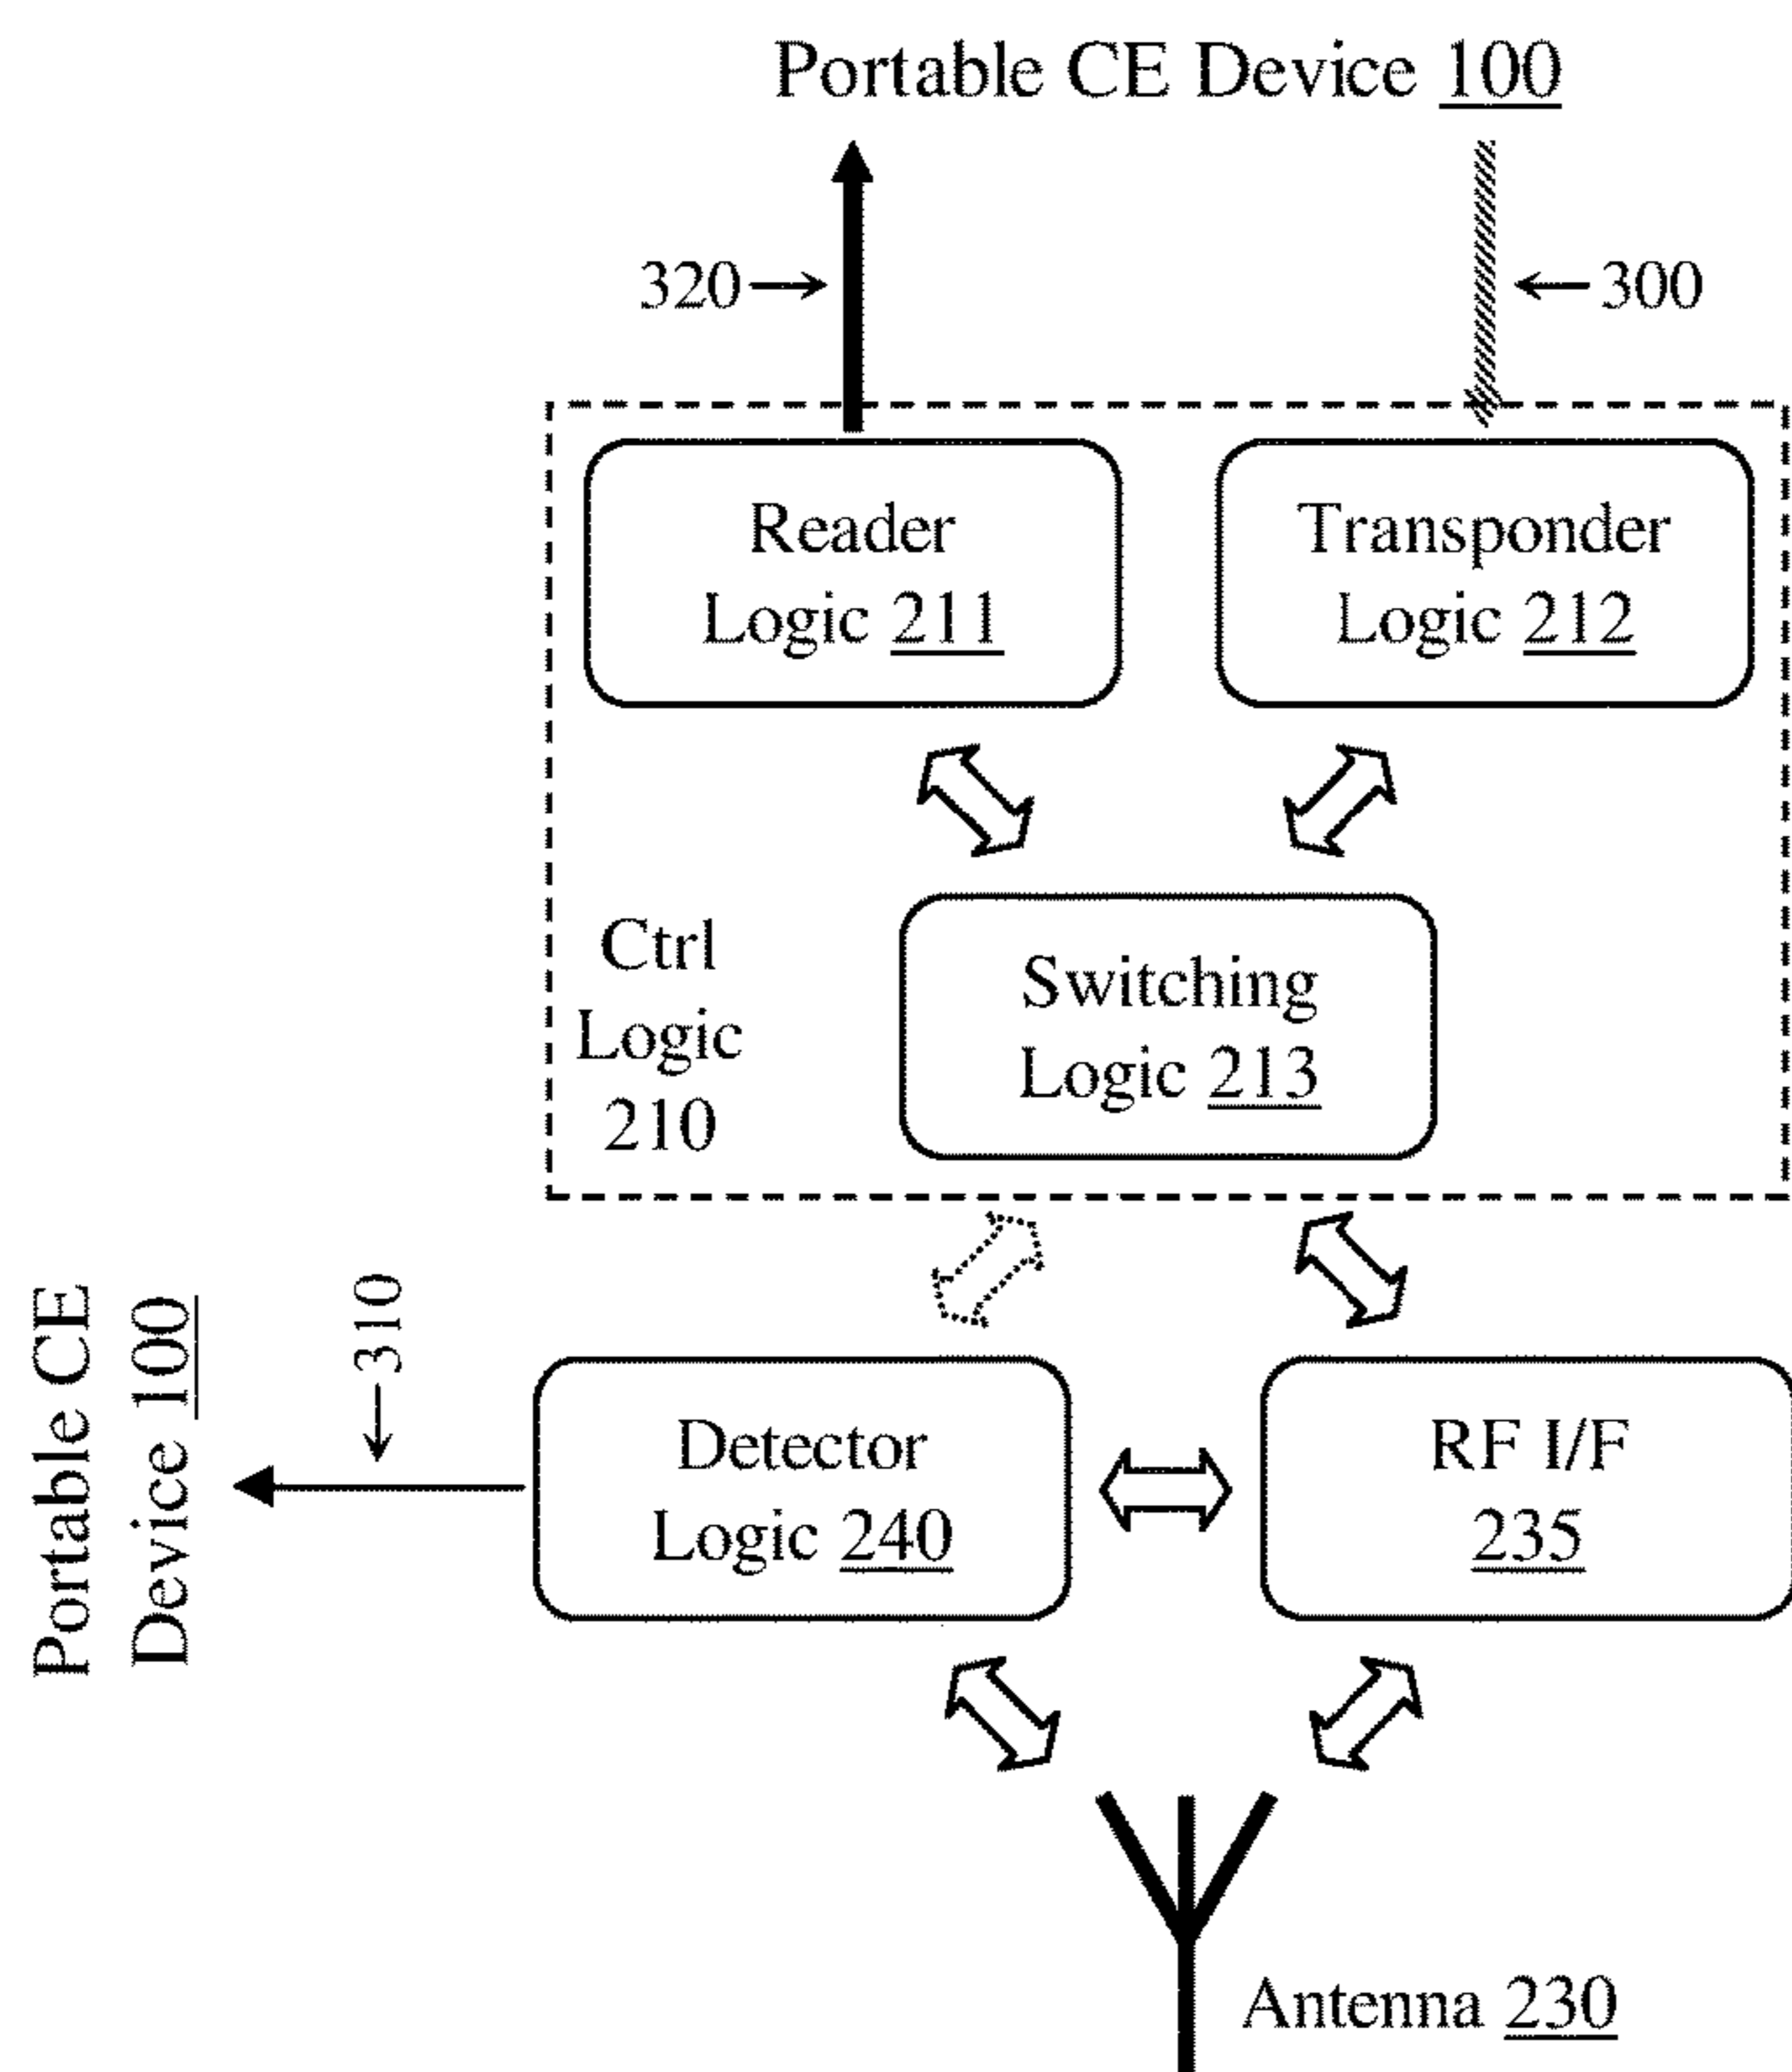 Portable CE Device 100
320
300
Reader
Logic 211
Transponder
Logic 212
Ctrl
Logic
210
Switching
Logic 213
Portable CE
Device 100
310
Detector
Logic 240
RF I/F
235
Antenna 230